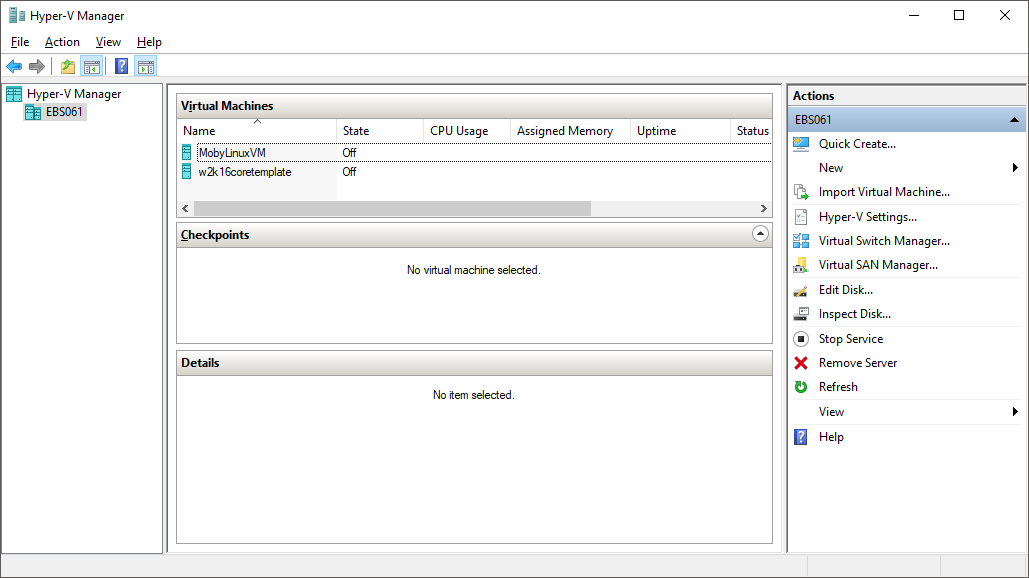 Hyper-V Manager
File Action View Help
Hyper-V Manager
EBS061
Virtual Machines
Name State CPU Usage Assigned Memory Uptime Status
MobyLinuxVM Off
w2k16coretemplate Off
Checkpoints
No virtual machine selected.
Details
No item selected.
Actions
EBS061
Quick Create...
New
Import Virtual Machine...
Hyper-V Settings...
Virtual Switch Manager...
Virtual SAN Manager...
Edit Disk...
Inspect Disk...
Stop Service
Remove Server
Refresh
View
Help